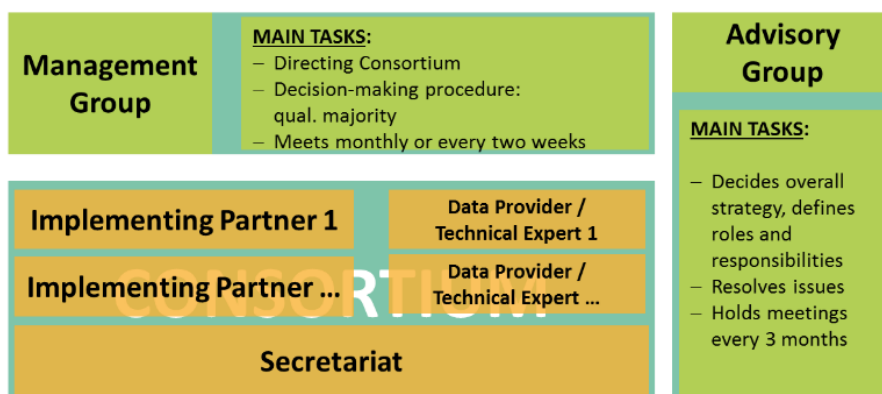 Management
Group
MAIN TASKS:
– Directing Consortium
– Decision-making procedure:
qual. majority
– Meets monthly or every two weeks
Advisory
Group
MAIN TASKS:
– Decides overall
strategy, defines
roles and
responsibilities
– Resolves issues
– Holds meetings
every 3 months
Implementing Partner 1
Data Provider /
Technical Expert 1
Implementing Partner ...
Data Provider /
Technical Expert ...
CONSORTIUM
Secretariat